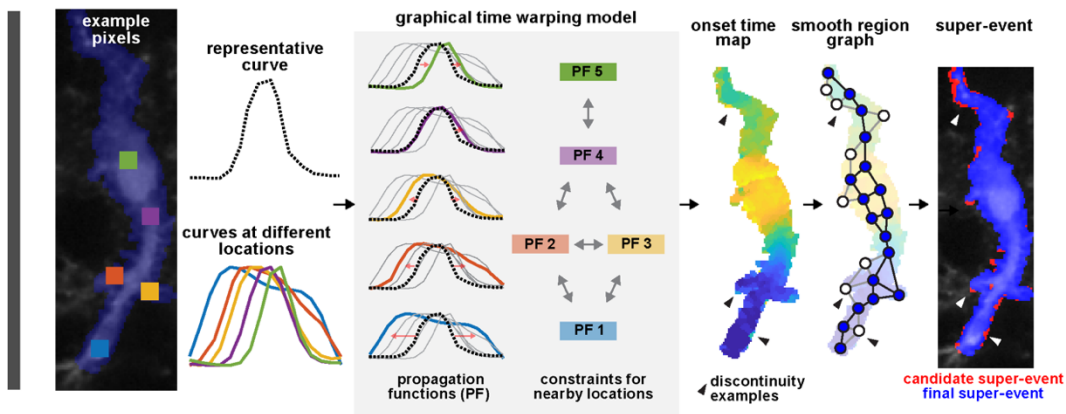 example
pixels
representative
curve
curves at different
locations
graphical time warping model
PF 5
PF 4
PF 2
PF 3
PF 1
propagation
functions (PF)
constraints for
nearby locations
onset time
map
discontinuity
examples
smooth region
graph
super-event
candidate super-event
final super-event